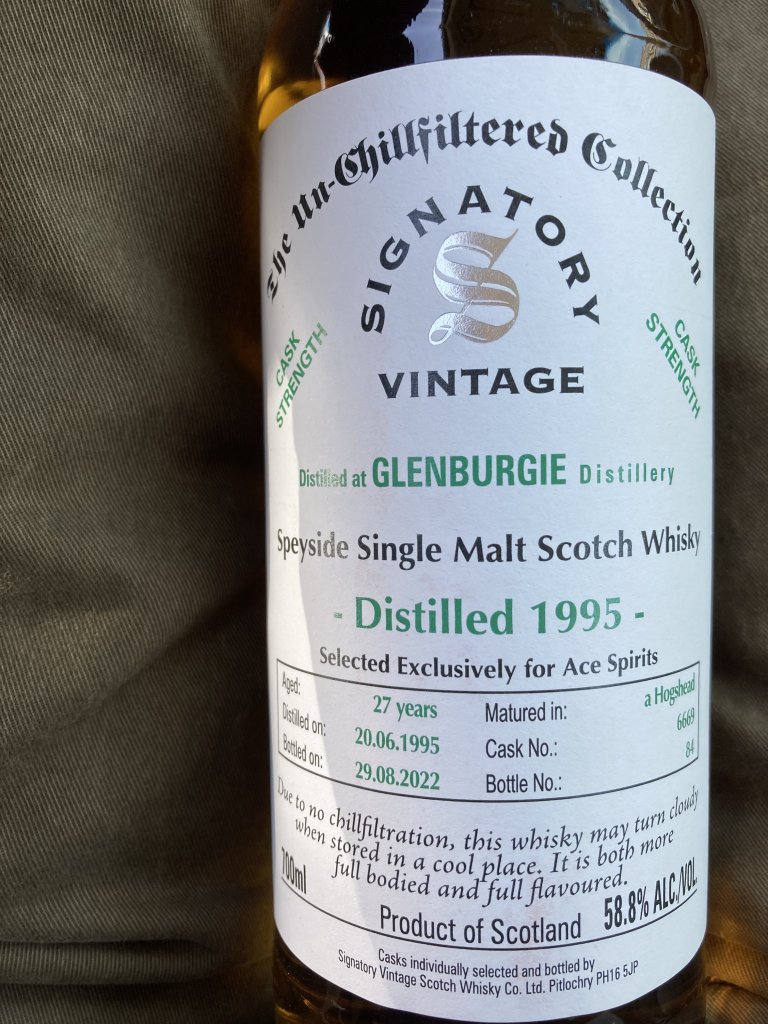 The Un-Chillfiltered Collection
SIGNATORY
S
VINTAGE
CASK
STRENGTH
CASK
STRENGTH
Distilled at GLENBURGIE Distillery
Speyside Single Malt Scotch Whisky
- Distilled 1995 -
Selected Exclusively for Ace Spirits
Aged: 27 years
Distilled on: 20.06.1995
Bottled on: 29.08.2022
Matured in: a Hogshead
Cask No.: 6669
Bottle No.: 84
Due to no chillfiltration, this whisky may turn cloudy
when stored in a cool place. It is both more
full bodied and full flavoured.
700ml
Product of Scotland
58.8% ALC./VOL
Casks individually selected and bottled by
Signatory Vintage Scotch Whisky Co. Ltd. Pitlochry PH16 5JP